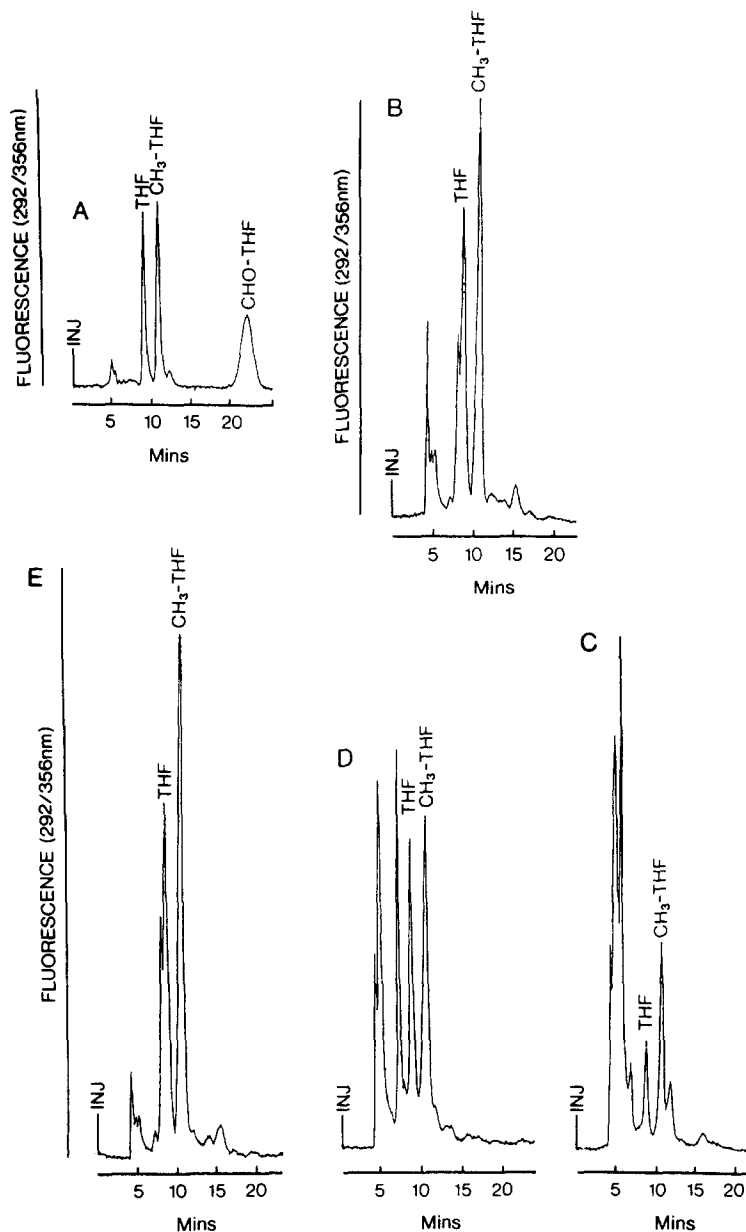 A
FLUORESCENCE (292/356nm)
INJ
THF
CH₃-THF
CHO-THF
5 10 15 20
Mins
B
FLUORESCENCE (292/356nm)
INJ
THF
CH₃-THF
5 10 15 20
Mins
E
FLUORESCENCE (292/356nm)
INJ
THF
CH₃-THF
5 10 15 20
Mins
D
INJ
THF
CH₃-THF
5 10 15 20
Mins
C
INJ
THF
CH₃-THF
5 10 15 20
Mins